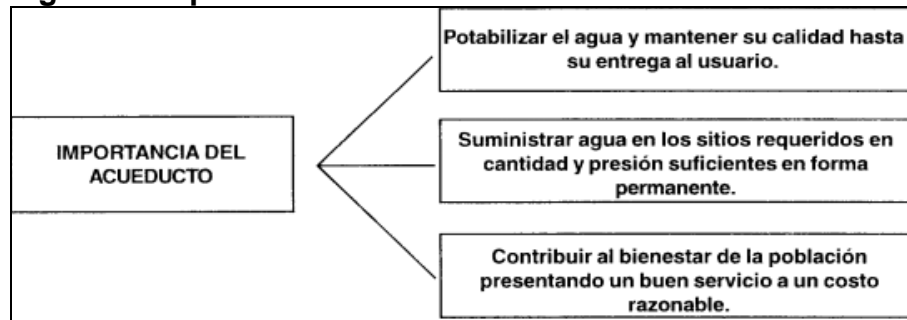 Potabilizar el agua y mantener su calidad hasta
su entrega al usuario.
IMPORTANCIA DEL
ACUEDUCTO
Suministrar agua en los sitios requeridos en
cantidad y presión suficientes en forma
permanente.
Contribuir al bienestar de la población
presentando un buen servicio a un costo
razonable.